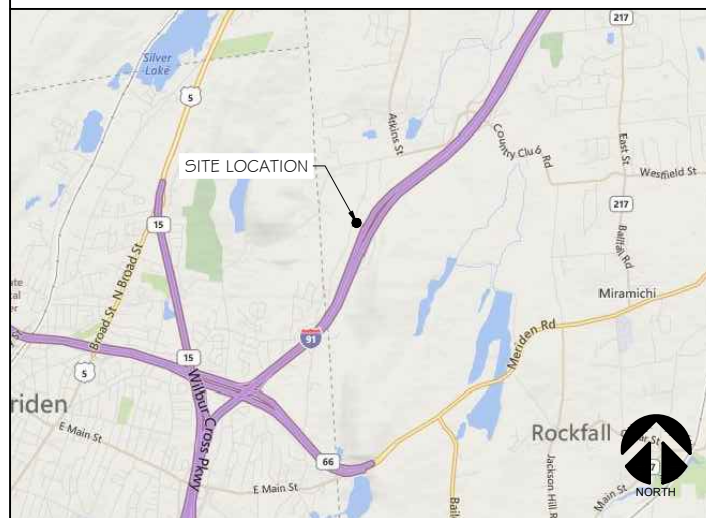 217
Silver
Lake
5
Atkins St
Country Club Rd
East St
Westfield St
SITE LOCATION
15
217
Ballfall Rd
Miramichi
Broad St
N Broad St
91
Meriden Rd
15
5
Wilbur Cross Pkwy
riden
E Main St
Rockfall
66
E Main St
Jackson Hill R
Main St
NORTH